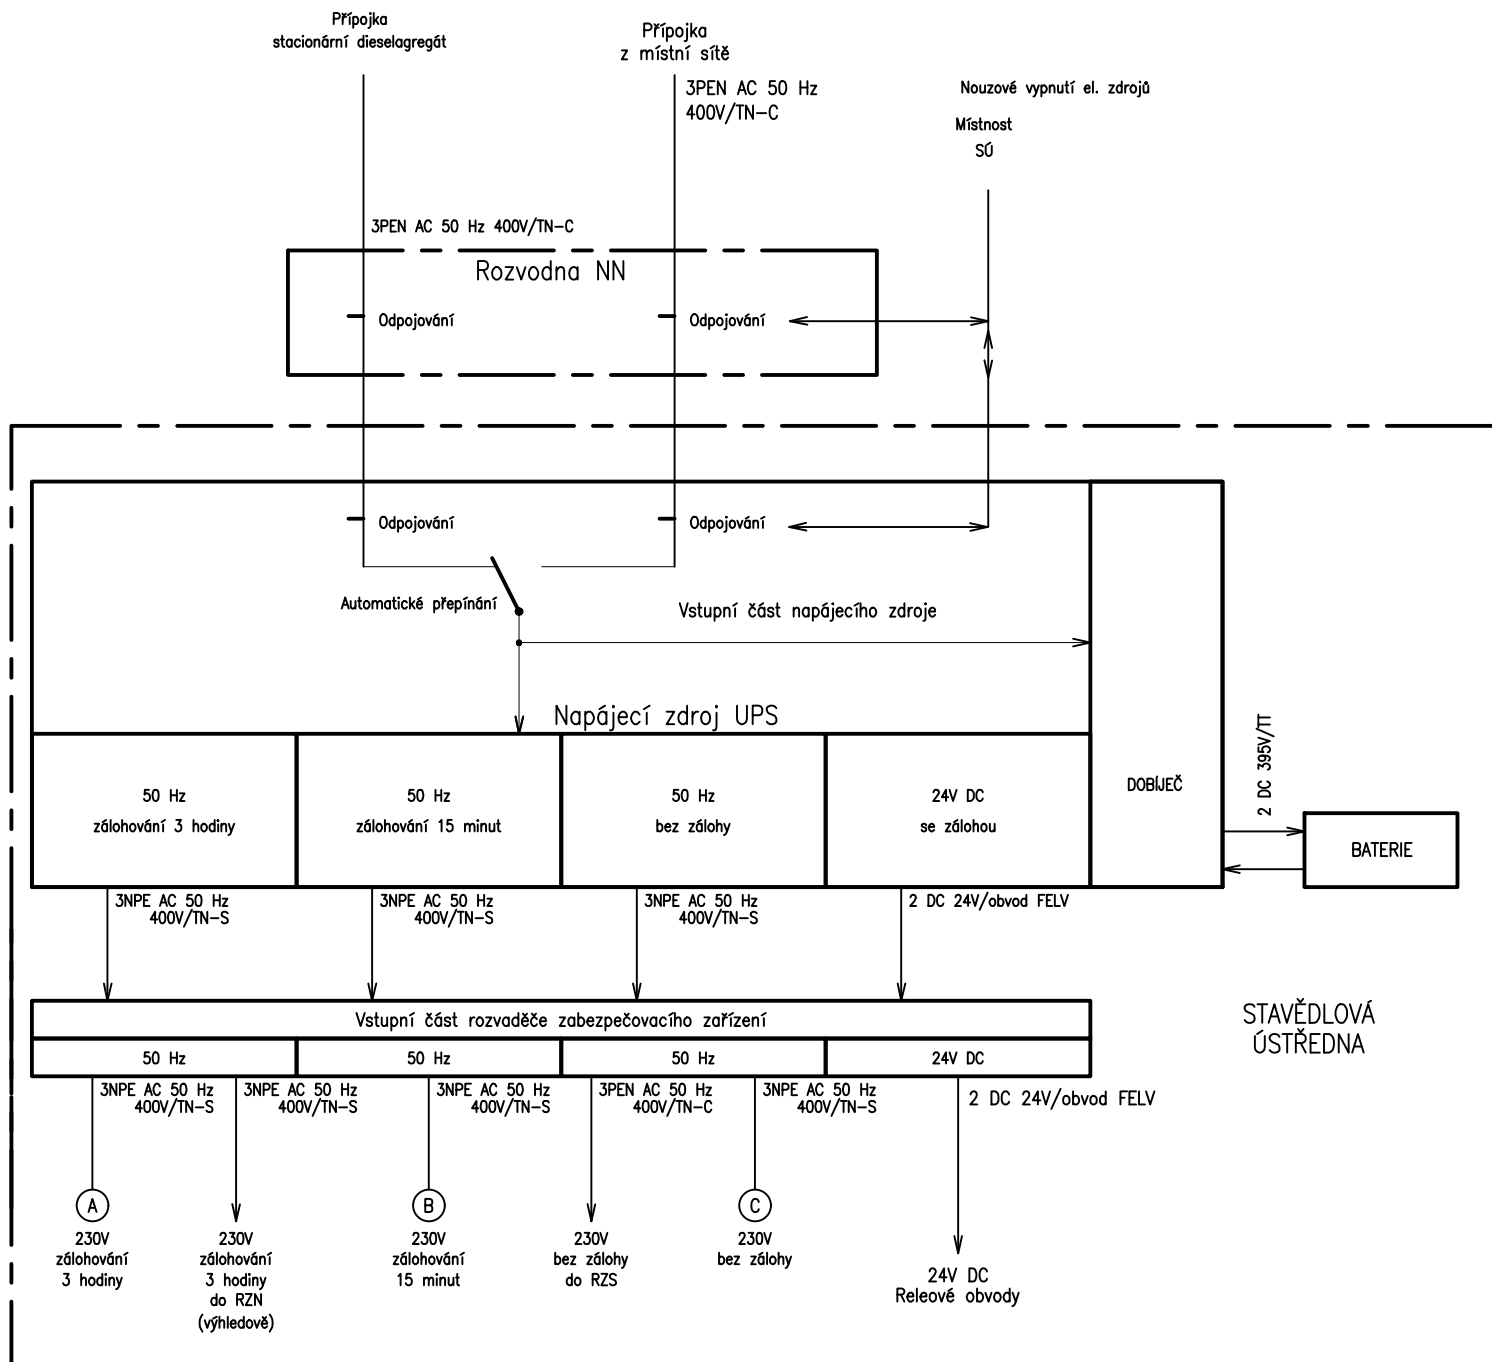 Přípojka
stacionární dieselagregát
Přípojka
z místní sítě
3PEN AC 50 Hz
400V/TN-C
Nouzové vypnutí el. zdrojů
Místnost
SÚ
3PEN AC 50 Hz 400V/TN-C
Rozvodna NN
Odpojování
Odpojování
Odpojování
Odpojování
Automatické přepínání
Vstupní část napájecího zdroje
Napájecí zdroj UPS
50 Hz
zálohování 3 hodiny
50 Hz
zálohování 15 minut
50 Hz
bez zálohy
24V DC
se zálohou
DOBÍJEČ
2 DC 395V/TT
BATERIE
3NPE AC 50 Hz
400V/TN-S
3NPE AC 50 Hz
400V/TN-S
3NPE AC 50 Hz
400V/TN-S
2 DC 24V/obvod FELV
Vstupní část rozvaděče zabezpečovacího zařízení
50 Hz
50 Hz
50 Hz
24V DC
STAVĚDLOVÁ
ÚSTŘEDNA
3NPE AC 50 Hz
400V/TN-S
3NPE AC 50 Hz
400V/TN-S
3NPE AC 50 Hz
400V/TN-S
3PEN AC 50 Hz
400V/TN-C
3NPE AC 50 Hz
400V/TN-S
2 DC 24V/obvod FELV
A
230V
zálohování
3 hodiny
230V
zálohování
3 hodiny
do RZN
(výhledově)
B
230V
zálohování
15 minut
230V
bez zálohy
do RZS
C
230V
bez zálohy
24V DC
Releové obvody